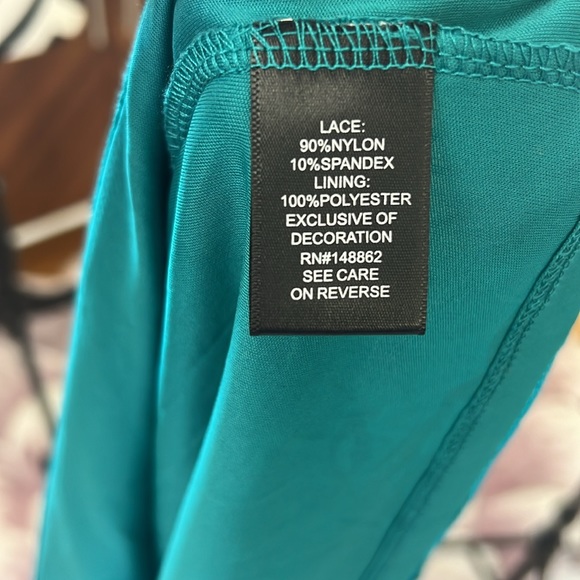 LACE:
90%NYLON
10%SPANDEX
LINING:
100%POLYESTER
EXCLUSIVE OF
DECORATION
RN#148862
SEE CARE
ON REVERSE